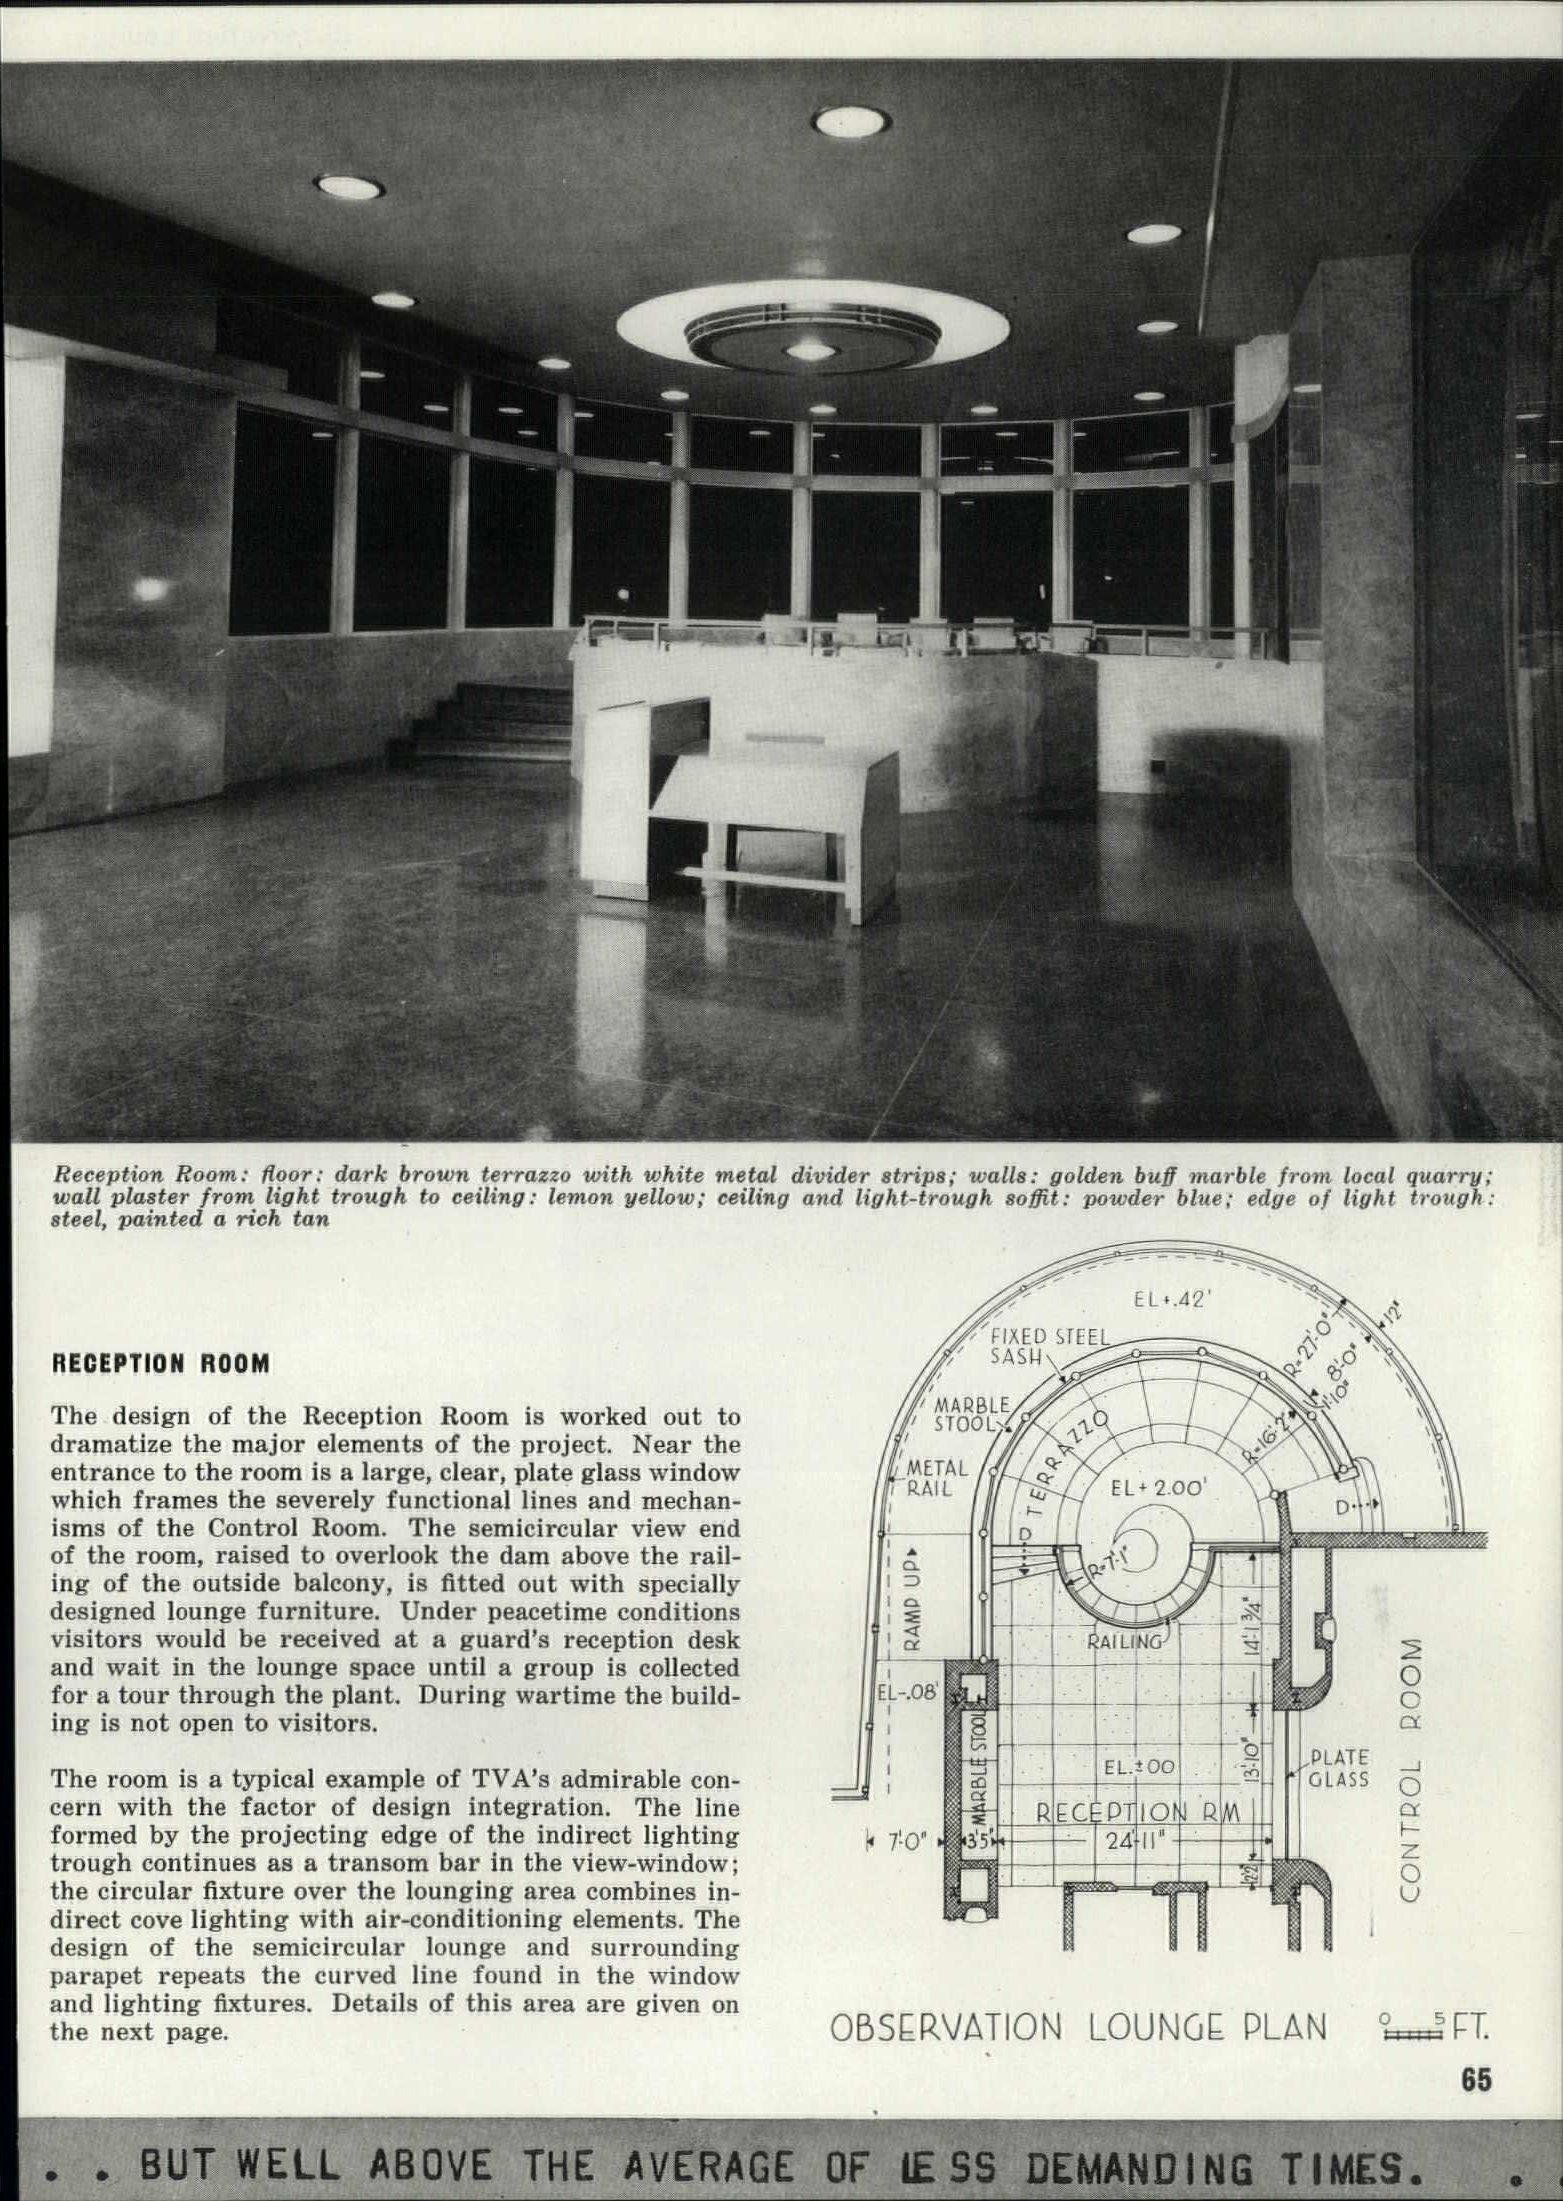 Reception Room: floor: dark brown terrazzo with white metal divider strips; walls: golden buff marble from local quarry;
wall plaster from light trough to ceiling: lemon yellow; ceiling and light-trough soffit: powder blue; edge of light trough:
steel, painted a rich tan
RECEPTION ROOM
The design of the Reception Room is worked out to
dramatize the major elements of the project. Near the
entrance to the room is a large, clear, plate glass window
which frames the severely functional lines and mechan-
isms of the Control Room. The semicircular view end
of the room, raised to overlook the dam above the rail-
ing of the outside balcony, is fitted out with specially
designed lounge furniture. Under peacetime conditions
visitors would be received at a guard's reception desk
and wait in the lounge space until a group is collected
for a tour through the plant. During wartime the build-
ing is not open to visitors.
The room is a typical example of TVA's admirable con-
cern with the factor of design integration. The line
formed by the projecting edge of the indirect lighting
trough continues as a transom bar in the view-window;
the circular fixture over the lounging area combines in-
direct cove lighting with air-conditioning elements. The
design of the semicircular lounge and surrounding
parapet repeats the curved line found in the window
and lighting fixtures. Details of this area are given on
the next page.
EL+.42'
FIXED STEEL
SASH
MARBLE
STOOL
METAL
RAIL
TERRAZZO
EL+2.00'
R=27'-0"
12"
8'-0"
1'-10"
R=16'-2"
D
D
R=7'-1"
RAMP UP
RAILING
14'-1 3/4"
EL-.08'
MARBLE STOOL
EL.±00
13'-10"
PLATE
GLASS
CONTROL ROOM
RECEPTION RM
7'-0"
3'5"
24'-11"
2'2"
OBSERVATION LOUNGE PLAN
0 5 FT.
65
. . BUT WELL ABOVE THE AVERAGE OF LESS DEMANDING TIMES. .